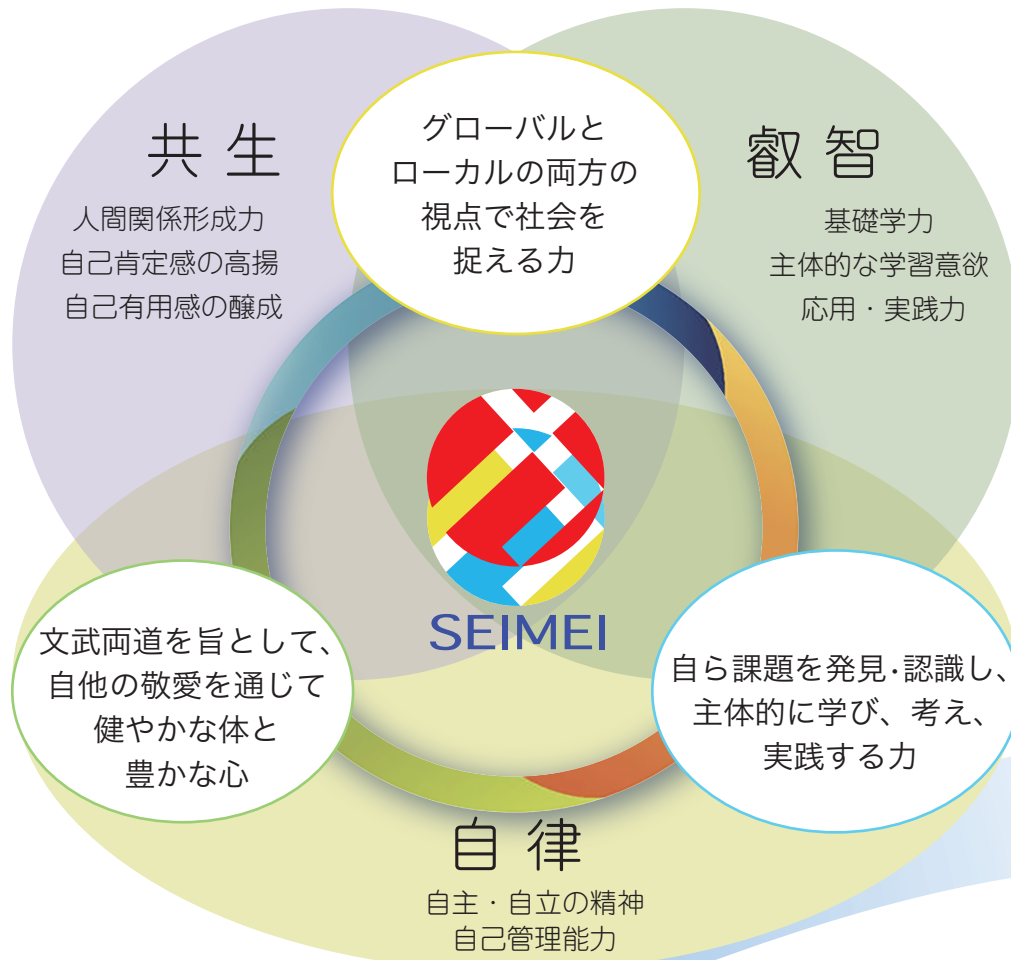 共生
人間関係形成力
自己肯定感の高揚
自己有用感の醸成
グローバルと
ローカルの両方の
視点で社会を
捉える力
叡智
基礎学力
主体的な学習意欲
応用・実践力
SEIMEI
文武両道を旨として、
自他の敬愛を通じて
健やかな体と
豊かな心
自ら課題を発見・認識し、
主体的に学び、考え、
実践する力
自律
自主・自立の精神
自己管理能力